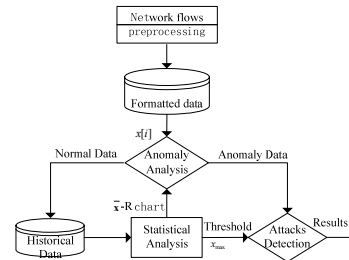 Network flows
preprocessing
Formatted data
x[i]
Normal Data
Anomaly
Analysis
Anomaly Data
x̄-R chart
Historical
Data
Statistical
Analysis
Threshold
xmax
Attacks
Detection
Results